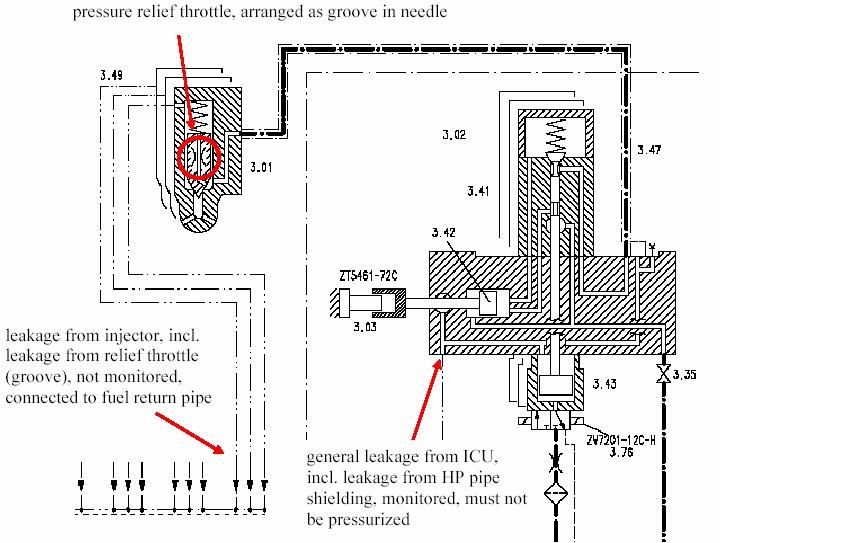 pressure relief throttle, arranged as groove in needle
3.49
3.01
3.02
3.47
3.41
3.42
ZT5461-72C
3.03
leakage from injector, incl.
leakage from relief throttle
(groove), not monitored,
connected to fuel return pipe
3.43
3.35
ZV7201-12C-H
3.76
general leakage from ICU,
incl. leakage from HP pipe
shielding, monitored, must not
be pressurized